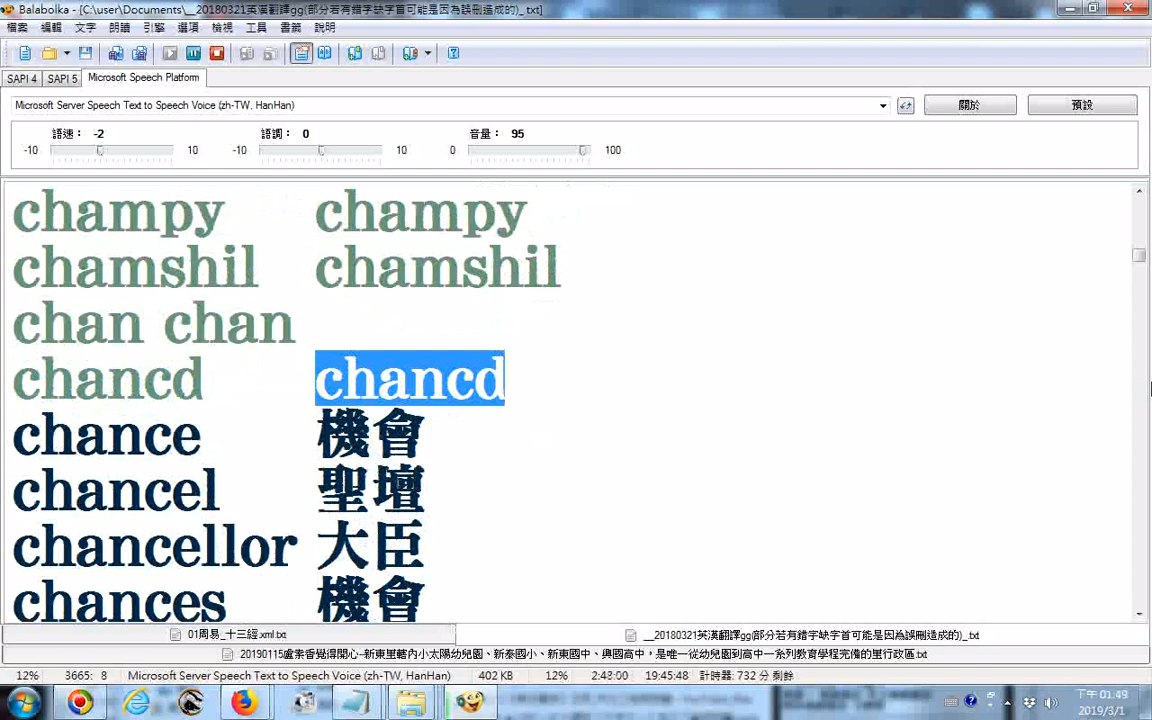 Balabolka - [C:\user\Documents\__20180321英漢翻譯gg(部分若有錯字缺字首可能是因為誤刪造成的)_.txt]
檔案 編輯 文字 朗讀 引擎 選項 檢視 工具 書籤 說明
SAPI 4 SAPI 5 Microsoft Speech Platform
Microsoft Server Speech Text to Speech Voice (zh-TW, HanHan) 關於 預設
語速： -2 語調： 0 音量： 95
-10 10 -10 10 0 100
champy champy
chamshil chamshil
chan chan
chancd chancd
chance 機會
chancel 聖壇
chancellor 大臣
chances 機會
01周易_十三經.xml.txt __20180321英漢翻譯gg(部分若有錯字缺字首可能是因為誤刪造成的)_.txt
20190115盧素香覺得開心--新東里轄內小太陽幼兒園、新泰國小、新東國中、興國高中，是唯一從幼兒園到高中一系列教育學程完備的里行政區.txt
12% 3665: 8 Microsoft Server Speech Text to Speech Voice (zh-TW, HanHan) 402 KB 12% 2:48:00 19:45:48 計時器: 732 分 剩餘
下午 01:49
2019/3/1